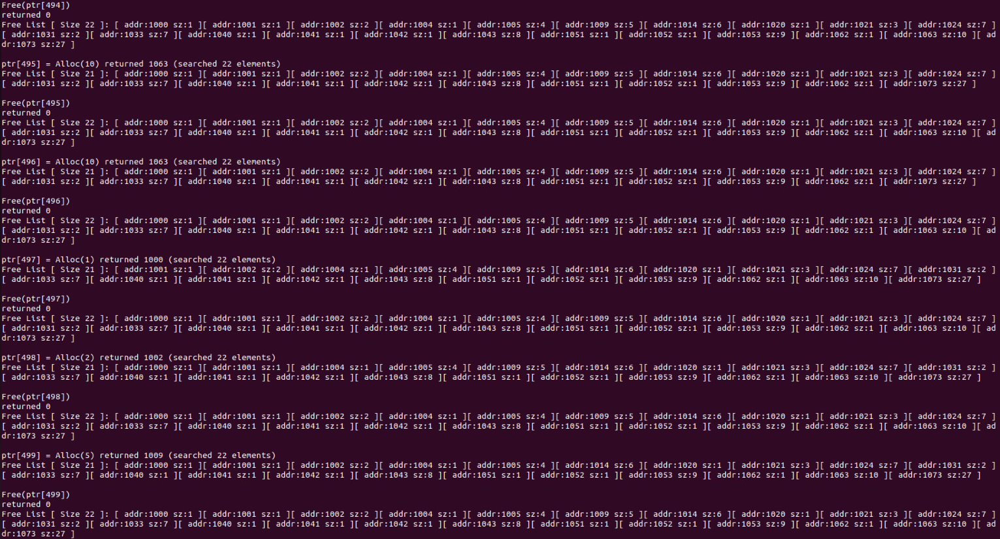 Free(ptr[494])
returned 0
Free List [ Size 22 ]: [ addr:1000 sz:1 ][ addr:1001 sz:1 ][ addr:1002 sz:2 ][ addr:1004 sz:1 ][ addr:1005 sz:4 ][ addr:1009 sz:5 ][ addr:1014 sz:6 ][ addr:1020 sz:1 ][ addr:1021 sz:3 ][ addr:1024 sz:7 ]
[ addr:1031 sz:2 ][ addr:1033 sz:7 ][ addr:1040 sz:1 ][ addr:1041 sz:1 ][ addr:1042 sz:1 ][ addr:1043 sz:8 ][ addr:1051 sz:1 ][ addr:1052 sz:1 ][ addr:1053 sz:9 ][ addr:1062 sz:1 ][ addr:1063 sz:10 ][ ad
dr:1073 sz:27 ]
ptr[495] = Alloc(10) returned 1063 (searched 22 elements)
Free List [ Size 21 ]: [ addr:1000 sz:1 ][ addr:1001 sz:1 ][ addr:1002 sz:2 ][ addr:1004 sz:1 ][ addr:1005 sz:4 ][ addr:1009 sz:5 ][ addr:1014 sz:6 ][ addr:1020 sz:1 ][ addr:1021 sz:3 ][ addr:1024 sz:7 ]
[ addr:1031 sz:2 ][ addr:1033 sz:7 ][ addr:1040 sz:1 ][ addr:1041 sz:1 ][ addr:1042 sz:1 ][ addr:1043 sz:8 ][ addr:1051 sz:1 ][ addr:1052 sz:1 ][ addr:1053 sz:9 ][ addr:1062 sz:1 ][ addr:1073 sz:27 ]
Free(ptr[495])
returned 0
Free List [ Size 22 ]: [ addr:1000 sz:1 ][ addr:1001 sz:1 ][ addr:1002 sz:2 ][ addr:1004 sz:1 ][ addr:1005 sz:4 ][ addr:1009 sz:5 ][ addr:1014 sz:6 ][ addr:1020 sz:1 ][ addr:1021 sz:3 ][ addr:1024 sz:7 ]
[ addr:1031 sz:2 ][ addr:1033 sz:7 ][ addr:1040 sz:1 ][ addr:1041 sz:1 ][ addr:1042 sz:1 ][ addr:1043 sz:8 ][ addr:1051 sz:1 ][ addr:1052 sz:1 ][ addr:1053 sz:9 ][ addr:1062 sz:1 ][ addr:1063 sz:10 ][ ad
dr:1073 sz:27 ]
ptr[496] = Alloc(10) returned 1063 (searched 22 elements)
Free List [ Size 21 ]: [ addr:1000 sz:1 ][ addr:1001 sz:1 ][ addr:1002 sz:2 ][ addr:1004 sz:1 ][ addr:1005 sz:4 ][ addr:1009 sz:5 ][ addr:1014 sz:6 ][ addr:1020 sz:1 ][ addr:1021 sz:3 ][ addr:1024 sz:7 ]
[ addr:1031 sz:2 ][ addr:1033 sz:7 ][ addr:1040 sz:1 ][ addr:1041 sz:1 ][ addr:1042 sz:1 ][ addr:1043 sz:8 ][ addr:1051 sz:1 ][ addr:1052 sz:1 ][ addr:1053 sz:9 ][ addr:1062 sz:1 ][ addr:1073 sz:27 ]
Free(ptr[496])
returned 0
Free List [ Size 22 ]: [ addr:1000 sz:1 ][ addr:1001 sz:1 ][ addr:1002 sz:2 ][ addr:1004 sz:1 ][ addr:1005 sz:4 ][ addr:1009 sz:5 ][ addr:1014 sz:6 ][ addr:1020 sz:1 ][ addr:1021 sz:3 ][ addr:1024 sz:7 ]
[ addr:1031 sz:2 ][ addr:1033 sz:7 ][ addr:1040 sz:1 ][ addr:1041 sz:1 ][ addr:1042 sz:1 ][ addr:1043 sz:8 ][ addr:1051 sz:1 ][ addr:1052 sz:1 ][ addr:1053 sz:9 ][ addr:1062 sz:1 ][ addr:1063 sz:10 ][ ad
dr:1073 sz:27 ]
ptr[497] = Alloc(1) returned 1000 (searched 22 elements)
Free List [ Size 21 ]: [ addr:1001 sz:1 ][ addr:1002 sz:2 ][ addr:1004 sz:1 ][ addr:1005 sz:4 ][ addr:1009 sz:5 ][ addr:1014 sz:6 ][ addr:1020 sz:1 ][ addr:1021 sz:3 ][ addr:1024 sz:7 ][ addr:1031 sz:2 ]
[ addr:1033 sz:7 ][ addr:1040 sz:1 ][ addr:1041 sz:1 ][ addr:1042 sz:1 ][ addr:1043 sz:8 ][ addr:1051 sz:1 ][ addr:1052 sz:1 ][ addr:1053 sz:9 ][ addr:1062 sz:1 ][ addr:1063 sz:10 ][ addr:1073 sz:27 ]
Free(ptr[497])
returned 0
Free List [ Size 22 ]: [ addr:1000 sz:1 ][ addr:1001 sz:1 ][ addr:1002 sz:2 ][ addr:1004 sz:1 ][ addr:1005 sz:4 ][ addr:1009 sz:5 ][ addr:1014 sz:6 ][ addr:1020 sz:1 ][ addr:1021 sz:3 ][ addr:1024 sz:7 ]
[ addr:1031 sz:2 ][ addr:1033 sz:7 ][ addr:1040 sz:1 ][ addr:1041 sz:1 ][ addr:1042 sz:1 ][ addr:1043 sz:8 ][ addr:1051 sz:1 ][ addr:1052 sz:1 ][ addr:1053 sz:9 ][ addr:1062 sz:1 ][ addr:1063 sz:10 ][ ad
dr:1073 sz:27 ]
ptr[498] = Alloc(2) returned 1002 (searched 22 elements)
Free List [ Size 21 ]: [ addr:1000 sz:1 ][ addr:1001 sz:1 ][ addr:1004 sz:1 ][ addr:1005 sz:4 ][ addr:1009 sz:5 ][ addr:1014 sz:6 ][ addr:1020 sz:1 ][ addr:1021 sz:3 ][ addr:1024 sz:7 ][ addr:1031 sz:2 ]
[ addr:1033 sz:7 ][ addr:1040 sz:1 ][ addr:1041 sz:1 ][ addr:1042 sz:1 ][ addr:1043 sz:8 ][ addr:1051 sz:1 ][ addr:1052 sz:1 ][ addr:1053 sz:9 ][ addr:1062 sz:1 ][ addr:1063 sz:10 ][ addr:1073 sz:27 ]
Free(ptr[498])
returned 0
Free List [ Size 22 ]: [ addr:1000 sz:1 ][ addr:1001 sz:1 ][ addr:1002 sz:2 ][ addr:1004 sz:1 ][ addr:1005 sz:4 ][ addr:1009 sz:5 ][ addr:1014 sz:6 ][ addr:1020 sz:1 ][ addr:1021 sz:3 ][ addr:1024 sz:7 ]
[ addr:1031 sz:2 ][ addr:1033 sz:7 ][ addr:1040 sz:1 ][ addr:1041 sz:1 ][ addr:1042 sz:1 ][ addr:1043 sz:8 ][ addr:1051 sz:1 ][ addr:1052 sz:1 ][ addr:1053 sz:9 ][ addr:1062 sz:1 ][ addr:1063 sz:10 ][ ad
dr:1073 sz:27 ]
ptr[499] = Alloc(5) returned 1009 (searched 22 elements)
Free List [ Size 21 ]: [ addr:1000 sz:1 ][ addr:1001 sz:1 ][ addr:1002 sz:2 ][ addr:1004 sz:1 ][ addr:1005 sz:4 ][ addr:1014 sz:6 ][ addr:1020 sz:1 ][ addr:1021 sz:3 ][ addr:1024 sz:7 ][ addr:1031 sz:2 ]
[ addr:1033 sz:7 ][ addr:1040 sz:1 ][ addr:1041 sz:1 ][ addr:1042 sz:1 ][ addr:1043 sz:8 ][ addr:1051 sz:1 ][ addr:1052 sz:1 ][ addr:1053 sz:9 ][ addr:1062 sz:1 ][ addr:1063 sz:10 ][ addr:1073 sz:27 ]
Free(ptr[499])
returned 0
Free List [ Size 22 ]: [ addr:1000 sz:1 ][ addr:1001 sz:1 ][ addr:1002 sz:2 ][ addr:1004 sz:1 ][ addr:1005 sz:4 ][ addr:1009 sz:5 ][ addr:1014 sz:6 ][ addr:1020 sz:1 ][ addr:1021 sz:3 ][ addr:1024 sz:7 ]
[ addr:1031 sz:2 ][ addr:1033 sz:7 ][ addr:1040 sz:1 ][ addr:1041 sz:1 ][ addr:1042 sz:1 ][ addr:1043 sz:8 ][ addr:1051 sz:1 ][ addr:1052 sz:1 ][ addr:1053 sz:9 ][ addr:1062 sz:1 ][ addr:1063 sz:10 ][ ad
dr:1073 sz:27 ]